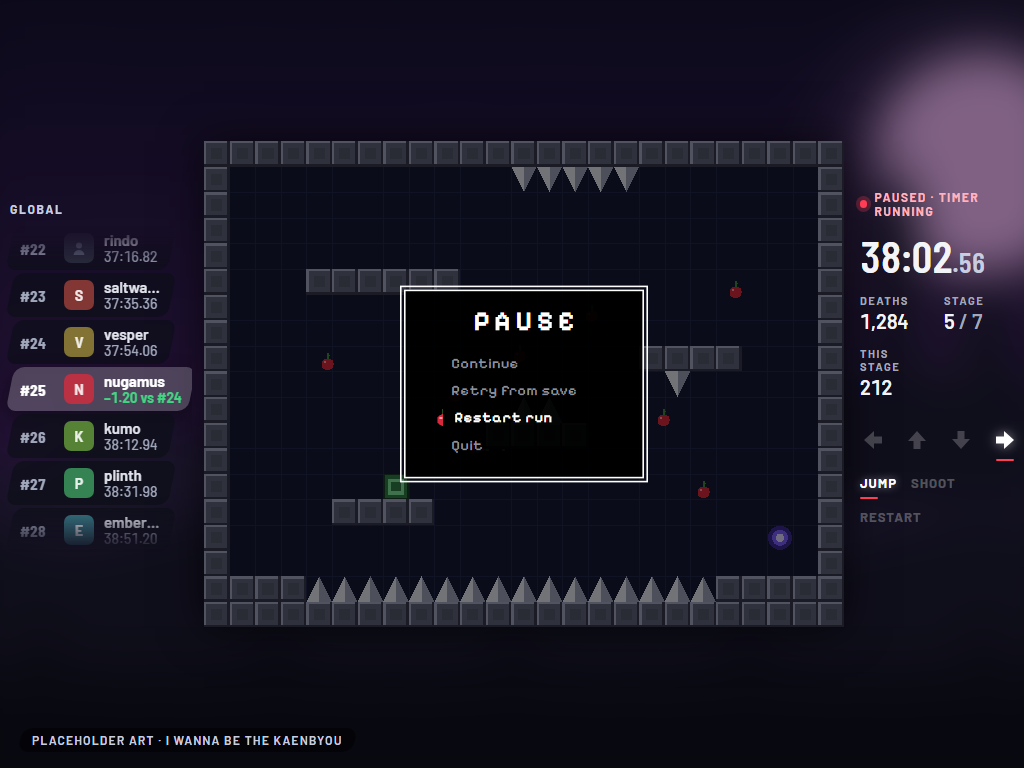 GLOBAL
#22 rindo
37:16.82
#23 S saltwa...
37:35.36
#24 V vesper
37:54.06
#25 N nugamus
−1.20 vs #24
#26 K kumo
38:12.94
#27 P plinth
38:31.98
#28 E ember...
38:51.20
PAUSE
Continue
Retry from save
Restart run
Quit
PAUSED · TIMER
RUNNING
38:02.56
DEATHS STAGE
1,284 5 / 7
THIS
STAGE
212
JUMP SHOOT
RESTART
PLACEHOLDER ART · I WANNA BE THE KAENBYOU